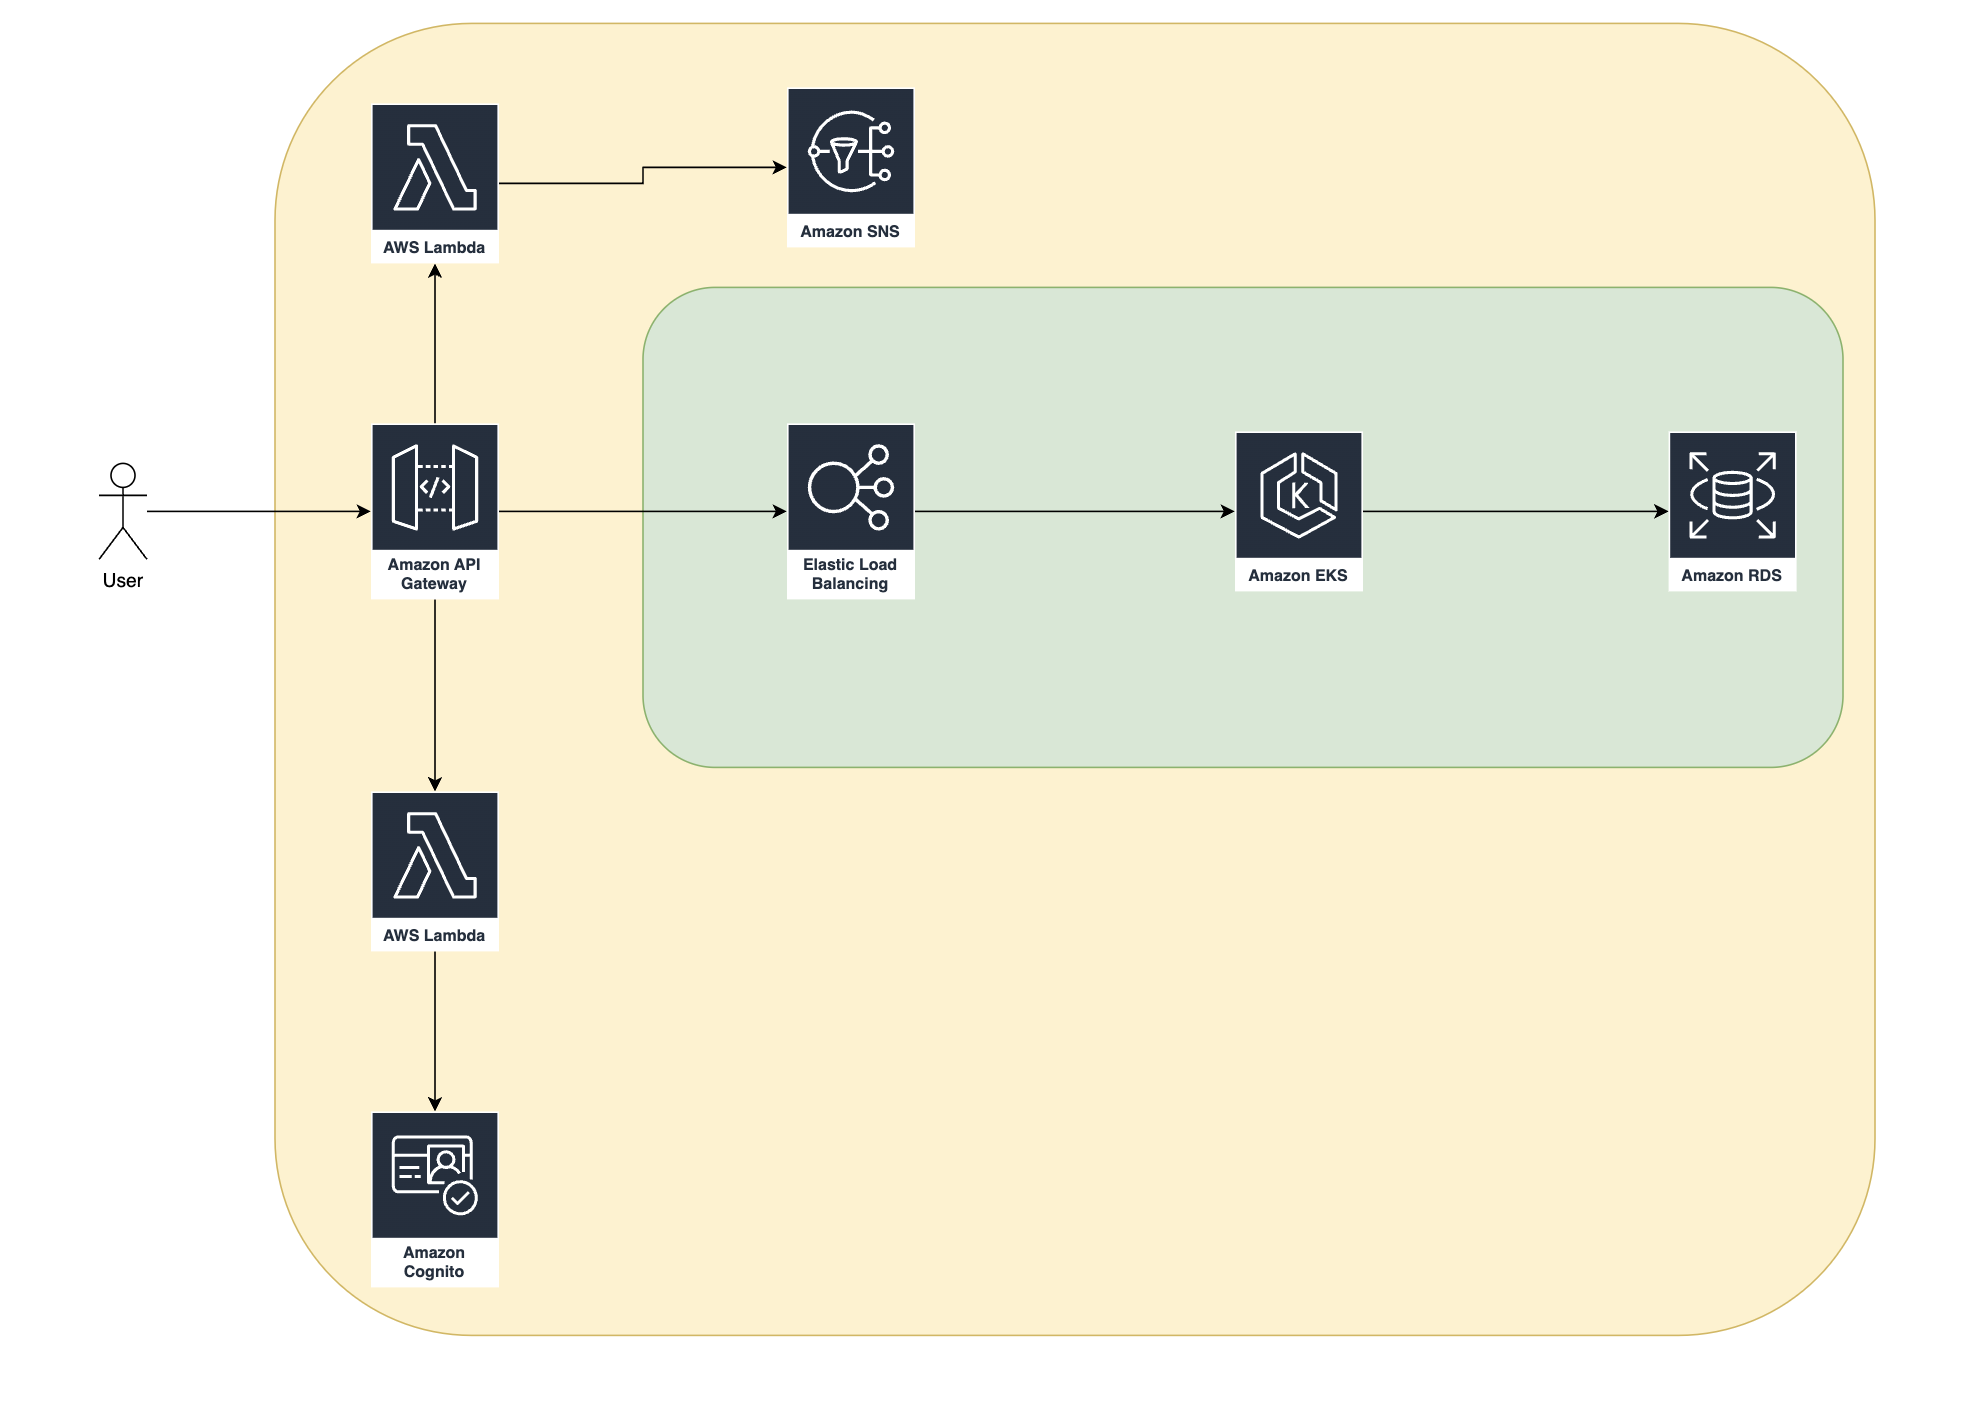 AWS Lambda
Amazon SNS
User
Amazon API
Gateway
Elastic Load
Balancing
Amazon EKS
Amazon RDS
AWS Lambda
Amazon
Cognito